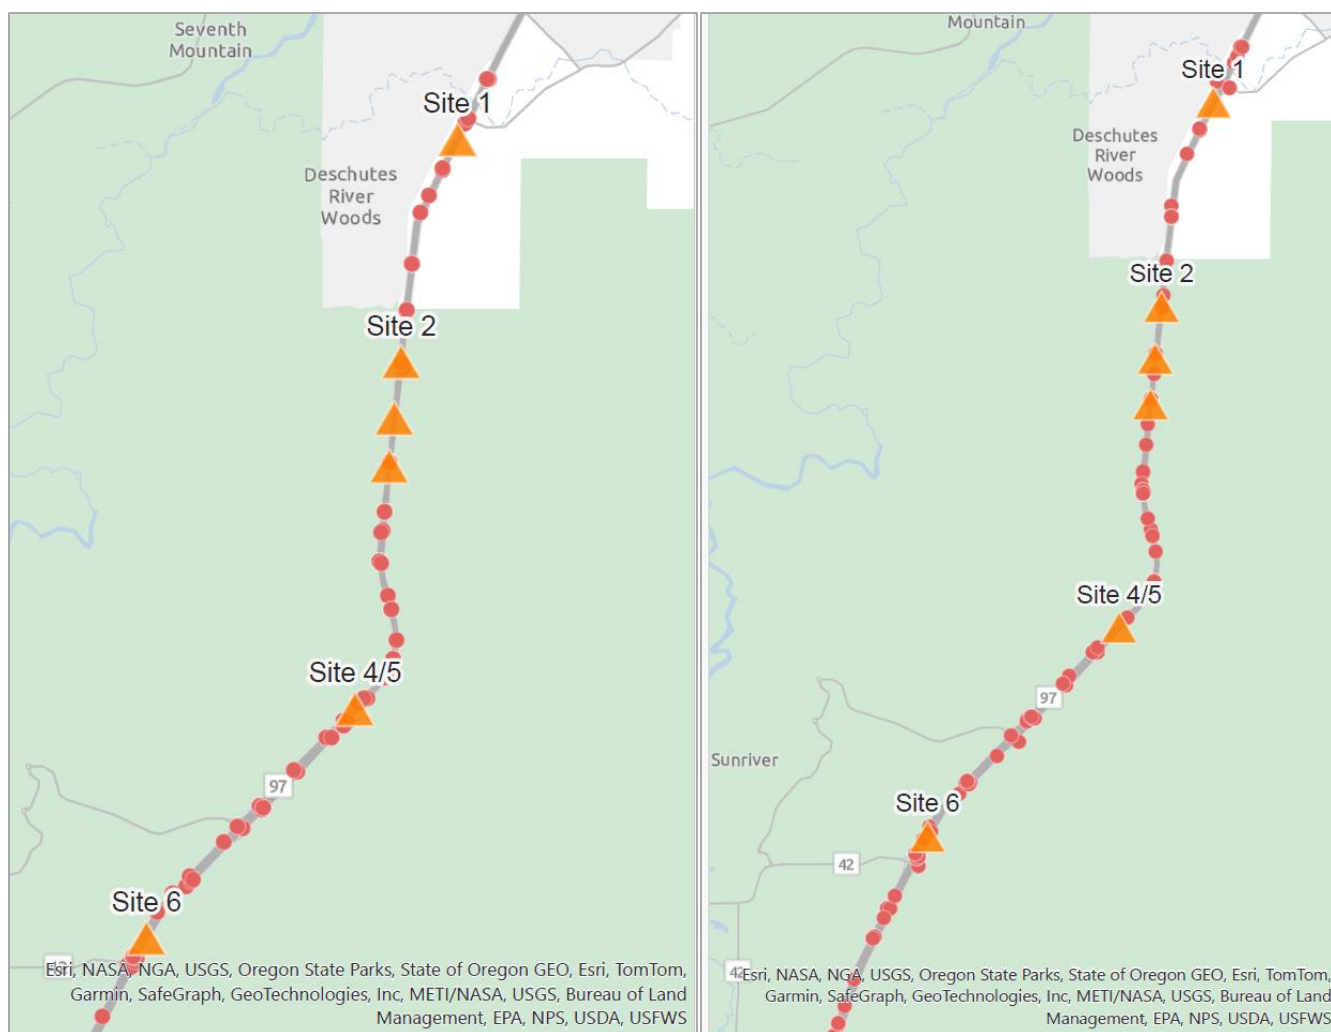 Seventh
Mountain
Site 1
Deschutes
River
Woods
Site 2
Site 4/5
97
Site 6
Esri, NASA, NGA, USGS, Oregon State Parks, State of Oregon GEO, Esri, TomTom,
Garmin, SafeGraph, GeoTechnologies, Inc, METI/NASA, USGS, Bureau of Land
Management, EPA, NPS, USDA, USFWS
Mountain
Site 1
Deschutes
River
Woods
Site 2
Site 4/5
97
Sunriver
Site 6
42
42
Esri, NASA, NGA, USGS, Oregon State Parks, State of Oregon GEO, Esri, TomTom,
Garmin, SafeGraph, GeoTechnologies, Inc, METI/NASA, USGS, Bureau of Land
Management, EPA, NPS, USDA, USFWS